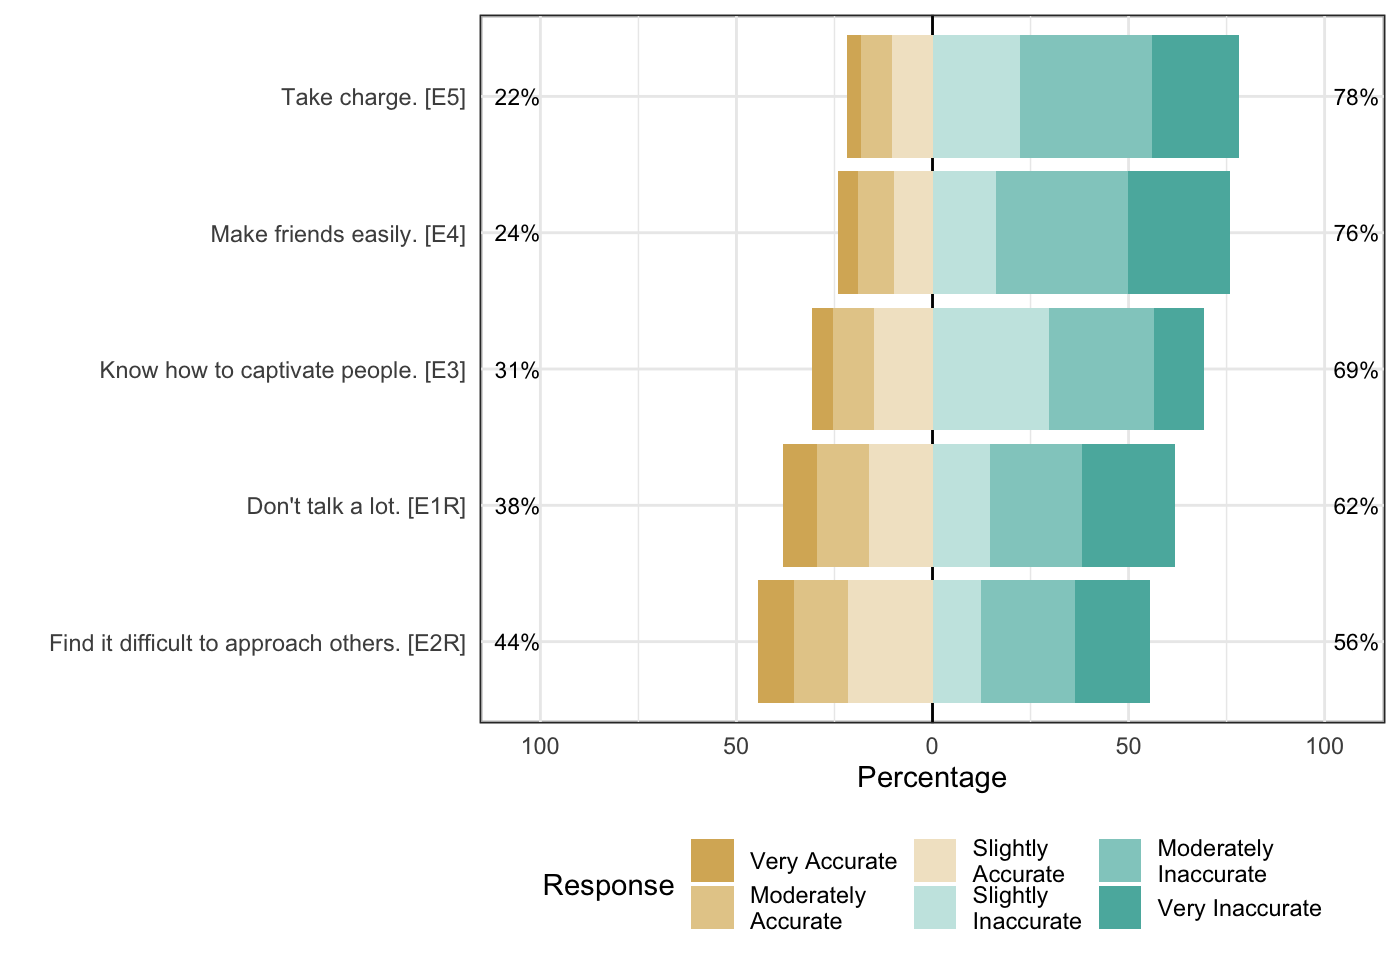 Take charge. [E5] 22% 78%
Make friends easily. [E4] 24% 76%
Know how to captivate people. [E3] 31% 69%
Don't talk a lot. [E1R] 38% 62%
Find it difficult to approach others. [E2R] 44% 56%
100 50 0 50 100
Percentage
Response
Very Accurate
Moderately
Accurate
Slightly
Accurate
Slightly
Inaccurate
Moderately
Inaccurate
Very Inaccurate